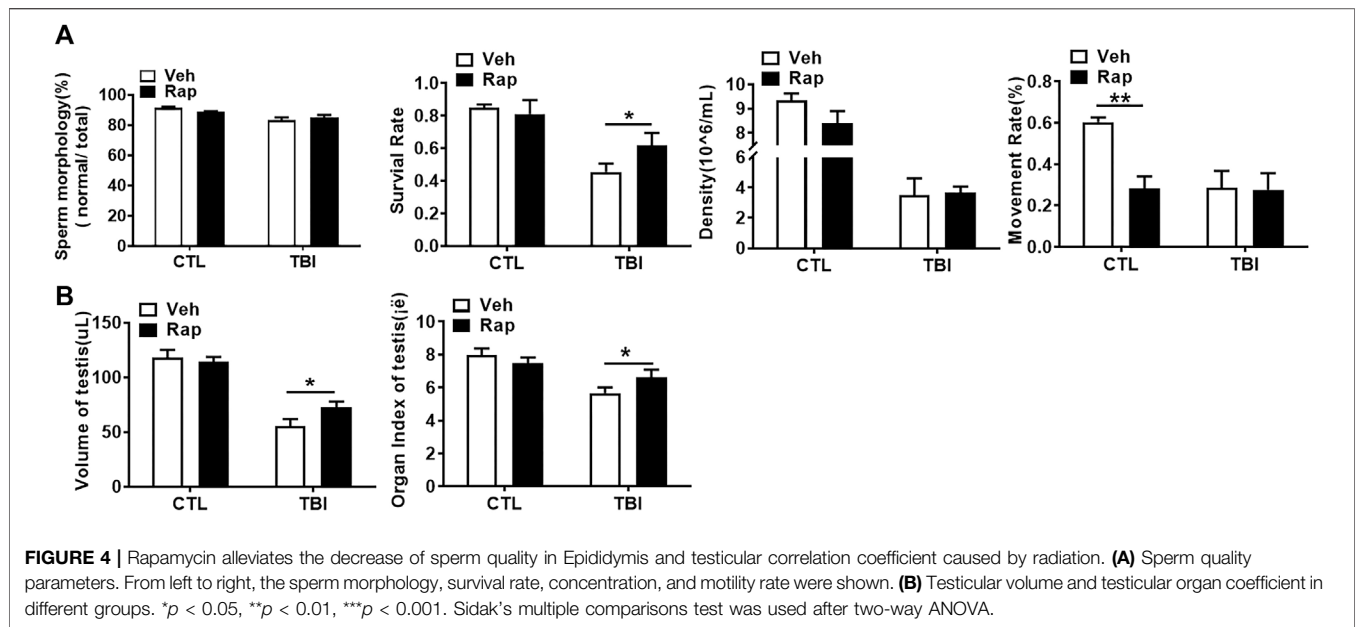 A
Sperm morphology(%)
( normal/ total)
Veh
Rap
100
80
60
40
20
0
CTL TBI
Survial Rate
Veh
Rap
1.0
0.8
0.6
0.4
0.2
0.0
*
CTL TBI
Density(10^6/mL)
Veh
Rap
10
9
8
6
4
2
0
CTL TBI
Movement Rate(%)
Veh
Rap
0.8
0.6
0.4
0.2
0.0
**
CTL TBI
B
Volume of testis(uL)
Veh
Rap
150
100
50
0
*
CTL TBI
Organ Index of testis(¡ë)
Veh
Rap
10
8
6
4
2
0
*
CTL TBI
FIGURE 4 | Rapamycin alleviates the decrease of sperm quality in Epididymis and testicular correlation coefficient caused by radiation. (A) Sperm quality
parameters. From left to right, the sperm morphology, survival rate, concentration, and motility rate were shown. (B) Testicular volume and testicular organ coefficient in
different groups. *p < 0.05, **p < 0.01, ***p < 0.001. Sidak's multiple comparisons test was used after two-way ANOVA.